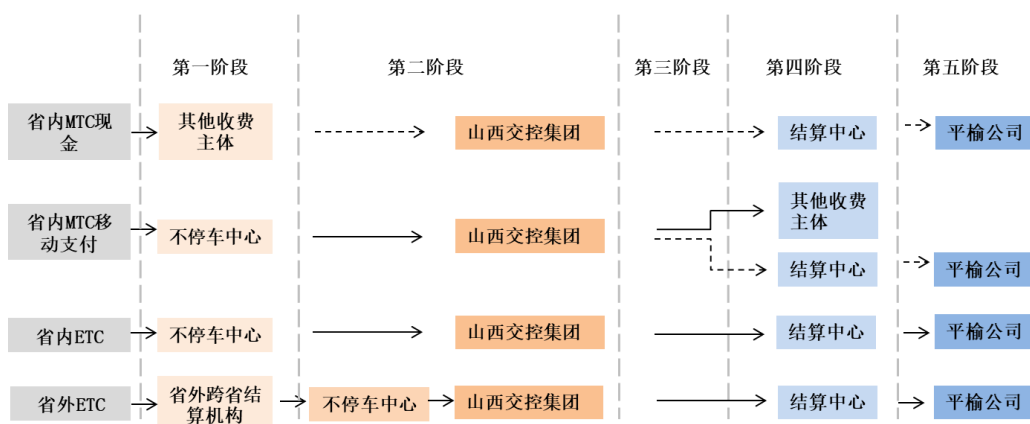 第一阶段
第二阶段
第三阶段
第四阶段
第五阶段
省内MTC现
金
其他收费
主体
山西交控集团
结算中心
平榆公司
省内MTC移
动支付
不停车中心
山西交控集团
其他收费
主体
结算中心
平榆公司
省内ETC
不停车中心
山西交控集团
结算中心
平榆公司
省外ETC
省外跨省结
算机构
不停车中心
山西交控集团
结算中心
平榆公司